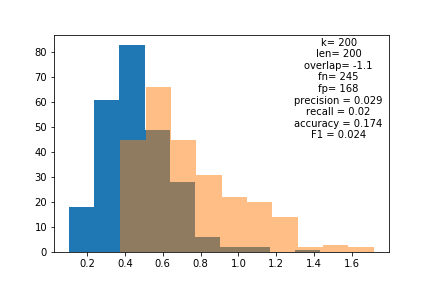 k= 200
len= 200
overlap= -1.1
fn= 245
fp= 168
precision = 0.029
recall = 0.02
accuracy = 0.174
F1 = 0.024
80
70
60
50
40
30
20
10
0
0.2 0.4 0.6 0.8 1.0 1.2 1.4 1.6